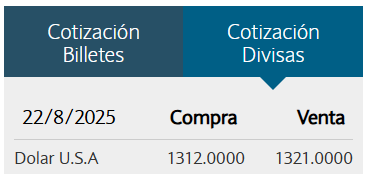 Cotización Billetes
Cotización Divisas
22/8/2025 Compra Venta
Dolar U.S.A 1312.0000 1321.0000